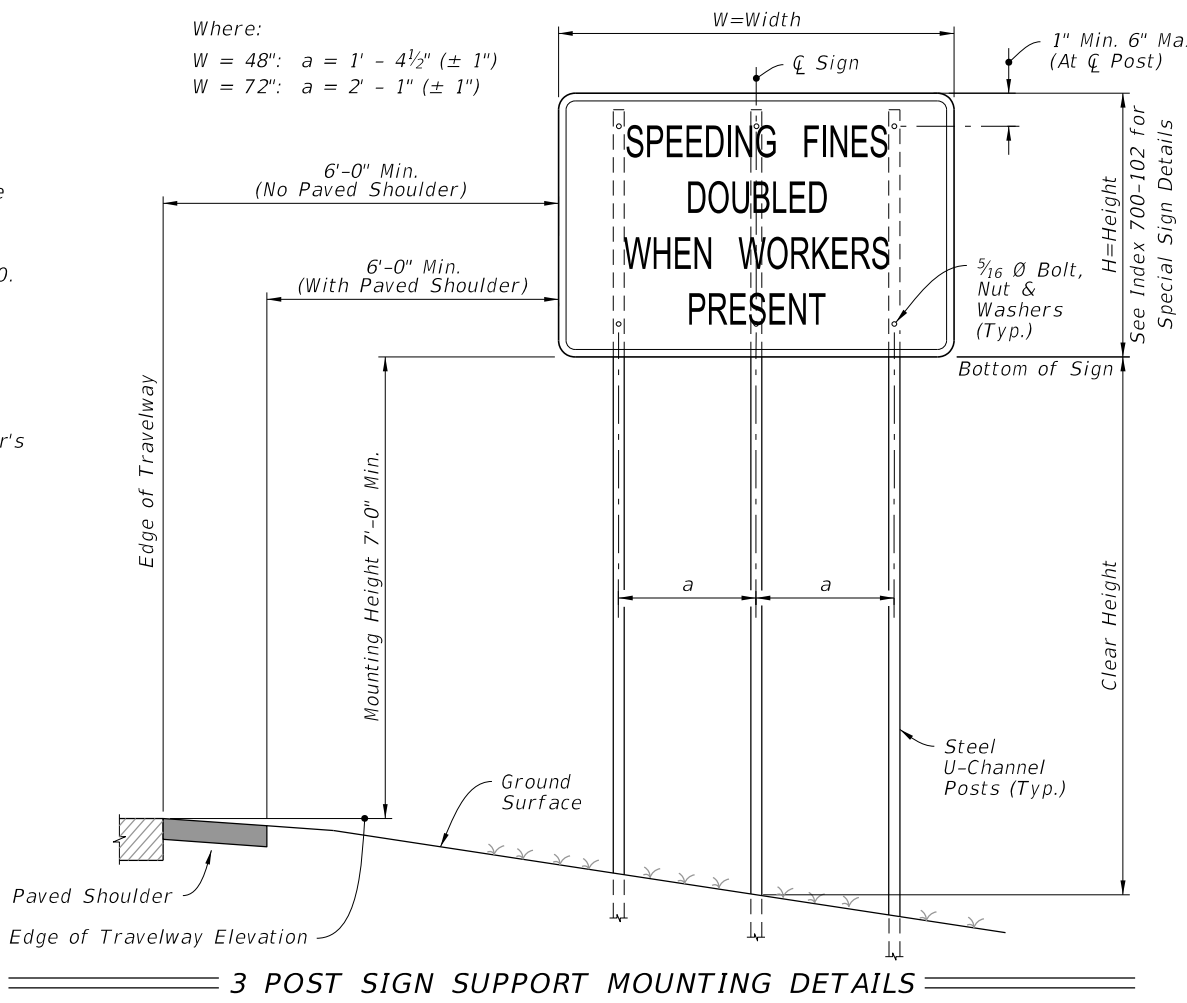 Where:
W = 48": a = 1' - 4½" (± 1")
W = 72": a = 2' - 1" (± 1")
W=Width
℄ Sign
1" Min. 6"
(At ℄ Post)
SPEEDING FINES
DOUBLED
WHEN WORKERS
PRESENT
H=Height
See Index 700-102 for
Special Sign Details
6'-0" Min.
(No Paved Shoulder)
6'-0" Min.
(With Paved Shoulder)
5/16 Ø Bolt,
Nut &
Washers
(Typ.)
Bottom of Sign
Edge of Travelway
Mounting Height 7'-0" Min.
a
a
Clear Height
Steel
U-Channel
Posts (Typ.)
Ground
Surface
Paved Shoulder
Edge of Travelway Elevation
3 POST SIGN SUPPORT MOUNTING DETAILS